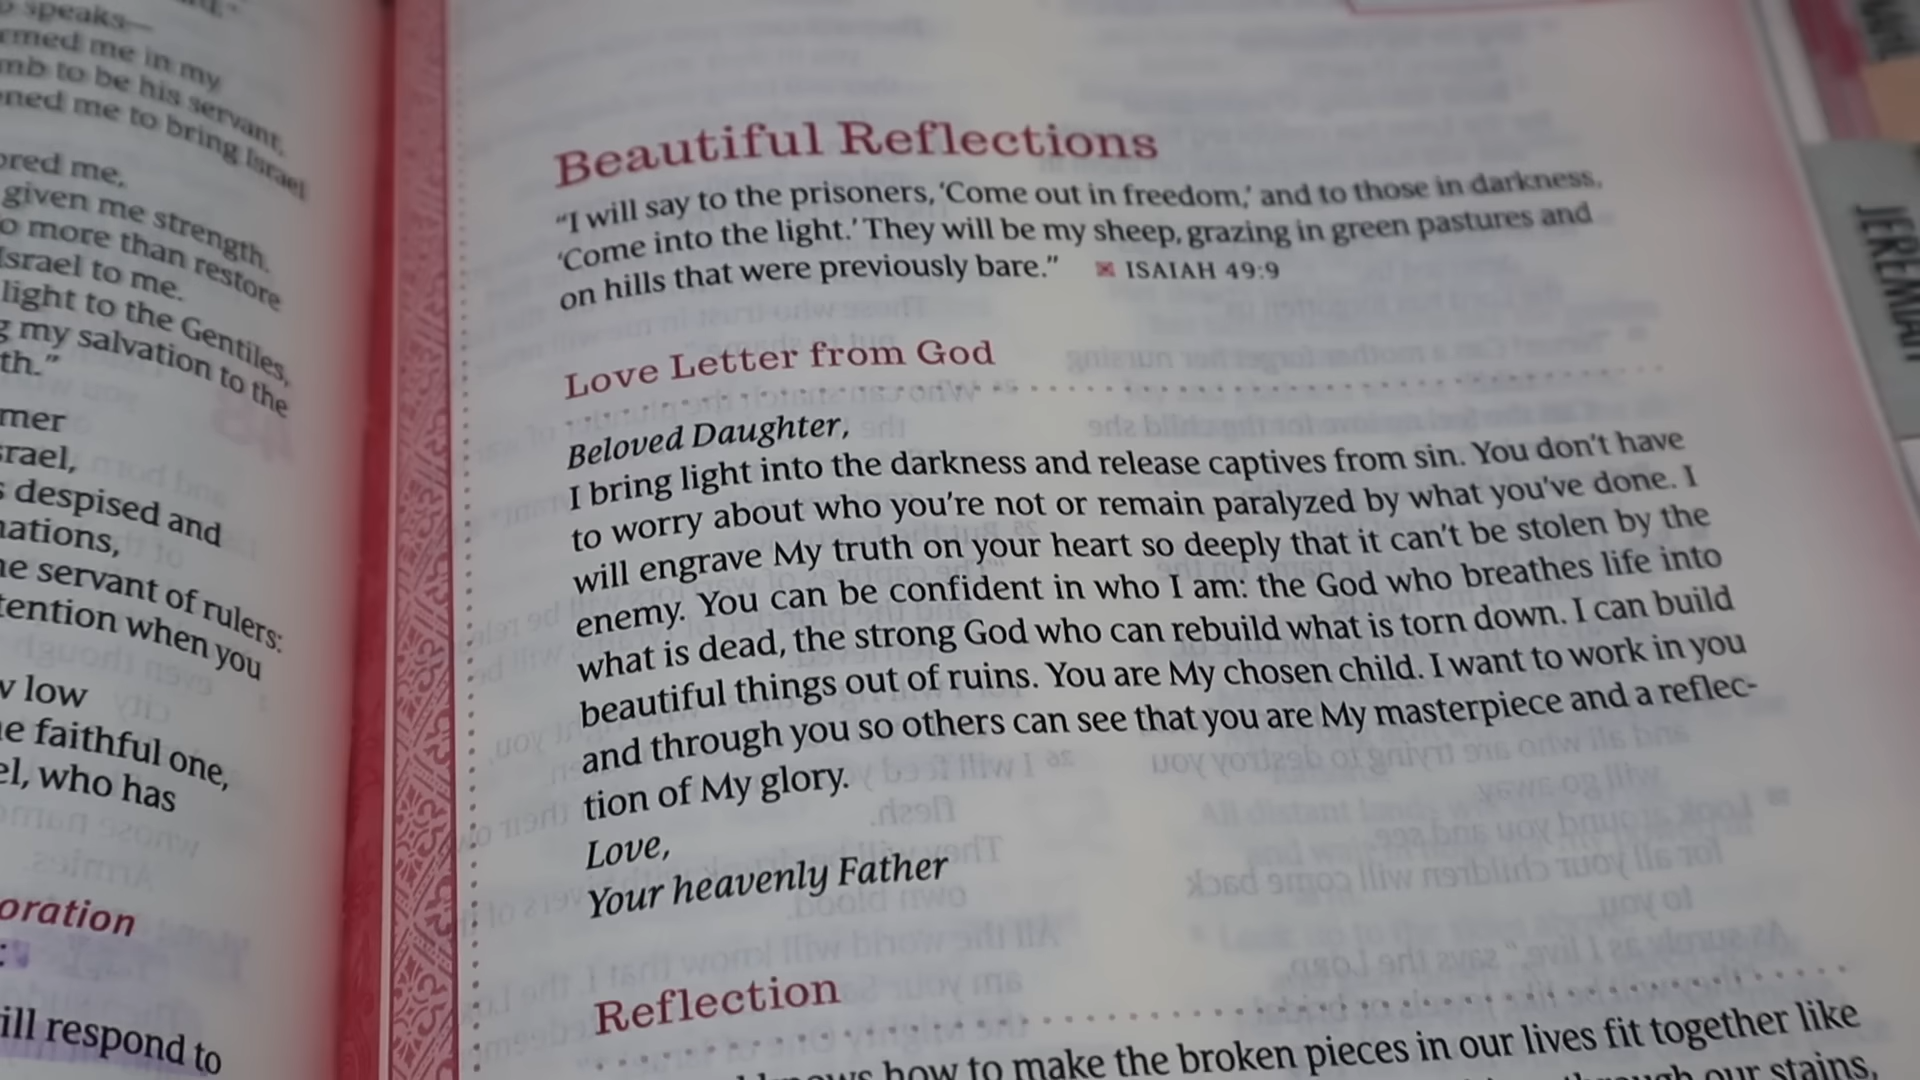 speaks—
rmed me in my
mb to be his servant,
oned me to bring Israel
ored me,
given me strength.
o more than restore
Israel to me.
light to the Gentiles,
g my salvation to the
th.”
mer
srael,
s despised and
nations,
he servant of rulers:
tention when you
w low
he faithful one,
el, who has
oration
ill respond to
Beautiful Reflections
“I will say to the prisoners, ‘Come out in freedom,’ and to those in darkness,
‘Come into the light.’ They will be my sheep, grazing in green pastures and
on hills that were previously bare.” ISAIAH 49:9
Love Letter from God
Beloved Daughter,
I bring light into the darkness and release captives from sin. You don’t have
to worry about who you’re not or remain paralyzed by what you’ve done. I
will engrave My truth on your heart so deeply that it can’t be stolen by the
enemy. You can be confident in who I am: the God who breathes life into
what is dead, the strong God who can rebuild what is torn down. I can build
beautiful things out of ruins. You are My chosen child. I want to work in you
and through you so others can see that you are My masterpiece and a reflec-
tion of My glory.
Love,
Your heavenly Father
Reflection
knows how to make the broken pieces in our lives fit together like
through our stains,
JEREMIAH